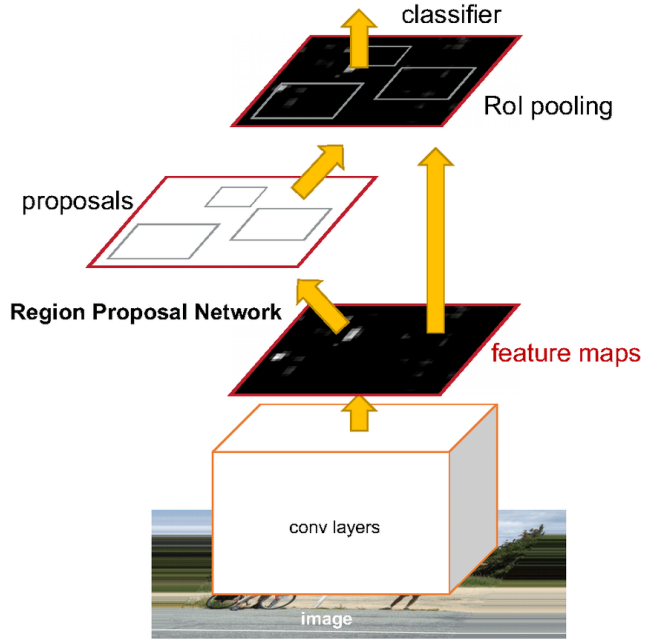 classifier
RoI pooling
proposals
Region Proposal Network
feature maps
conv layers
image